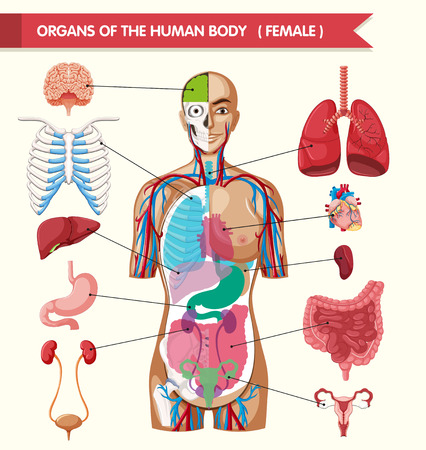 ORGANS OF THE HUMAN BODY ( FEMALE )